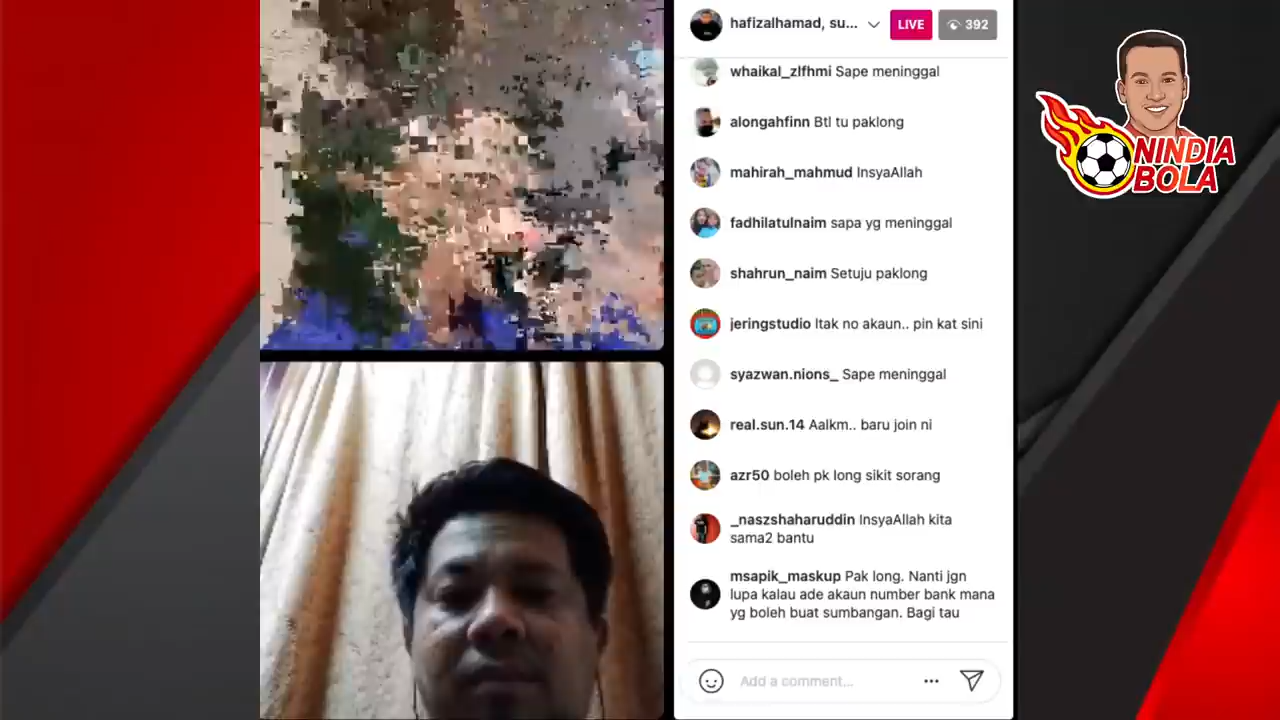 hafizalhamad, su...
LIVE
392
whaikal_zlfhmi Sape meninggal
alongahfinn Btl tu paklong
mahirah_mahmud InsyaAllah
fadhilatulnaim sapa yg meninggal
shahrun_naim Setuju paklong
jeringstudio Itak no akaun.. pin kat sini
syazwan.nions_ Sape meninggal
real.sun.14 Aalkm.. baru join ni
azr50 boleh pk long sikit sorang
_naszshaharuddin InsyaAllah kita
sama2 bantu
msapik_maskup Pak long. Nanti jgn
lupa kalau ade akaun number bank mana
yg boleh buat sumbangan. Bagi tau
Add a comment...
NINDIA
BOLA